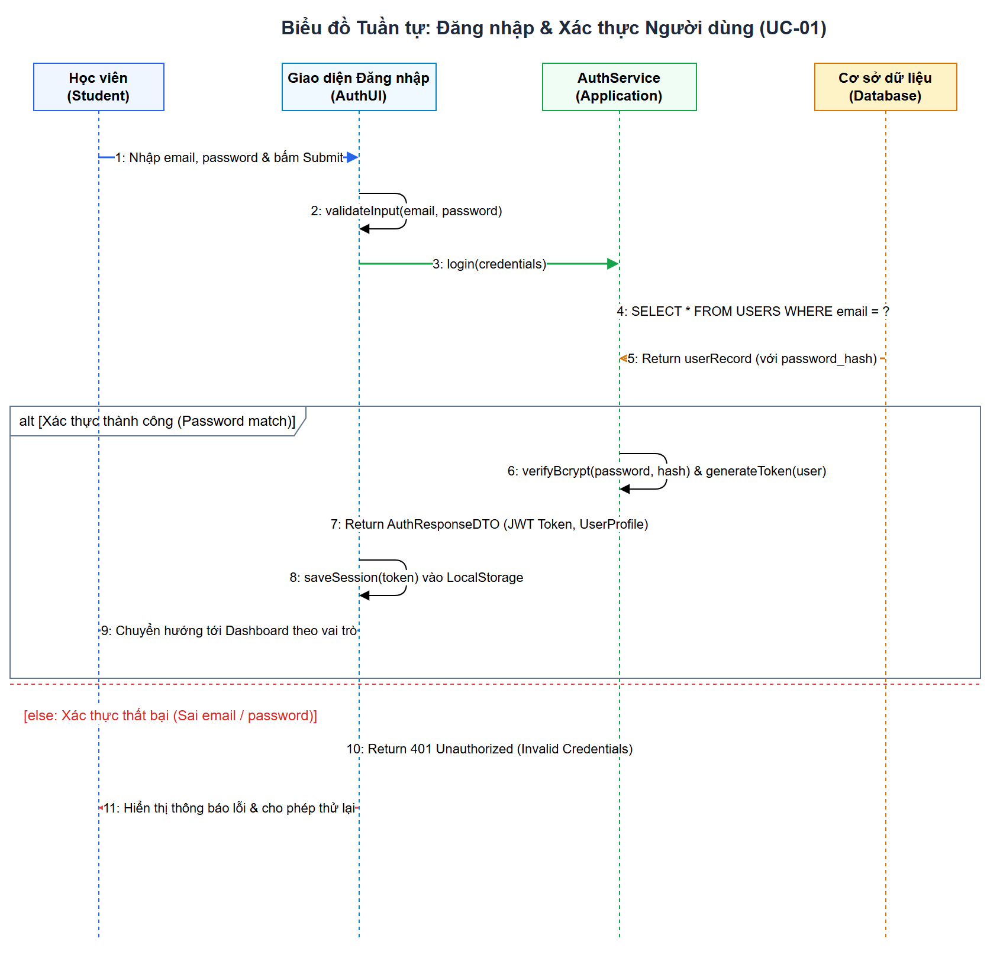 Biểu đồ Tuần tự: Đăng nhập & Xác thực Người dùng (UC-01)
Học viên
(Student)
Giao diện Đăng nhập
(AuthUI)
AuthService
(Application)
Cơ sở dữ liệu
(Database)
1: Nhập email, password & bấm Submit
2: validateInput(email, password)
3: login(credentials)
4: SELECT * FROM USERS WHERE email = ?
5: Return userRecord (với password_hash)
alt [Xác thực thành công (Password match)]
6: verifyBcrypt(password, hash) & generateToken(user)
7: Return AuthResponseDTO (JWT Token, UserProfile)
8: saveSession(token) vào LocalStorage
9: Chuyển hướng tới Dashboard theo vai trò
[else: Xác thực thất bại (Sai email / password)]
10: Return 401 Unauthorized (Invalid Credentials)
11: Hiển thị thông báo lỗi & cho phép thử lại